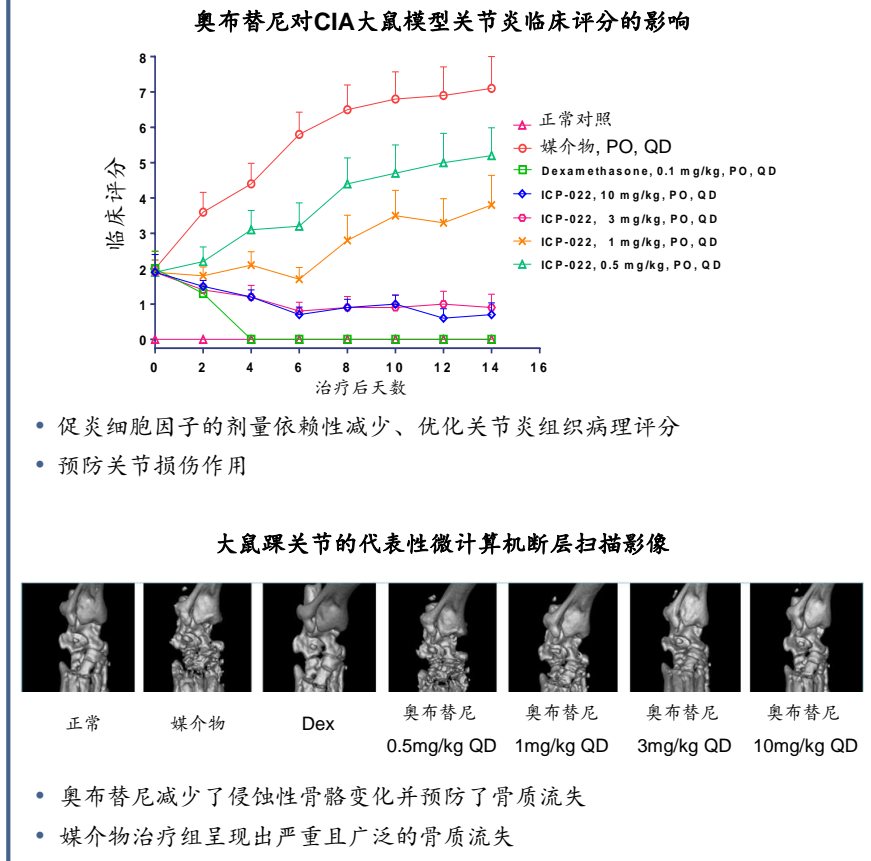 奥布替尼对CIA大鼠模型关节炎临床评分的影响
8
7
6
5
4
3
2
1
0
临床评分
0 2 4 6 8 10 12 14 16
治疗后天数
正常对照
媒介物, PO, QD
Dexamethasone, 0.1 mg/kg, PO, QD
ICP-022, 10 mg/kg, PO, QD
ICP-022, 3 mg/kg, PO, QD
ICP-022, 1 mg/kg, PO, QD
ICP-022, 0.5 mg/kg, PO, QD
• 促炎细胞因子的剂量依赖性减少、优化关节炎组织病理评分
• 预防关节损伤作用
大鼠踝关节的代表性微计算机断层扫描影像
正常 媒介物 Dex 奥布替尼 奥布替尼 奥布替尼 奥布替尼
0.5mg/kg QD 1mg/kg QD 3mg/kg QD 10mg/kg QD
• 奥布替尼减少了侵蚀性骨骼变化并预防了骨质流失
• 媒介物治疗组呈现出严重且广泛的骨质流失